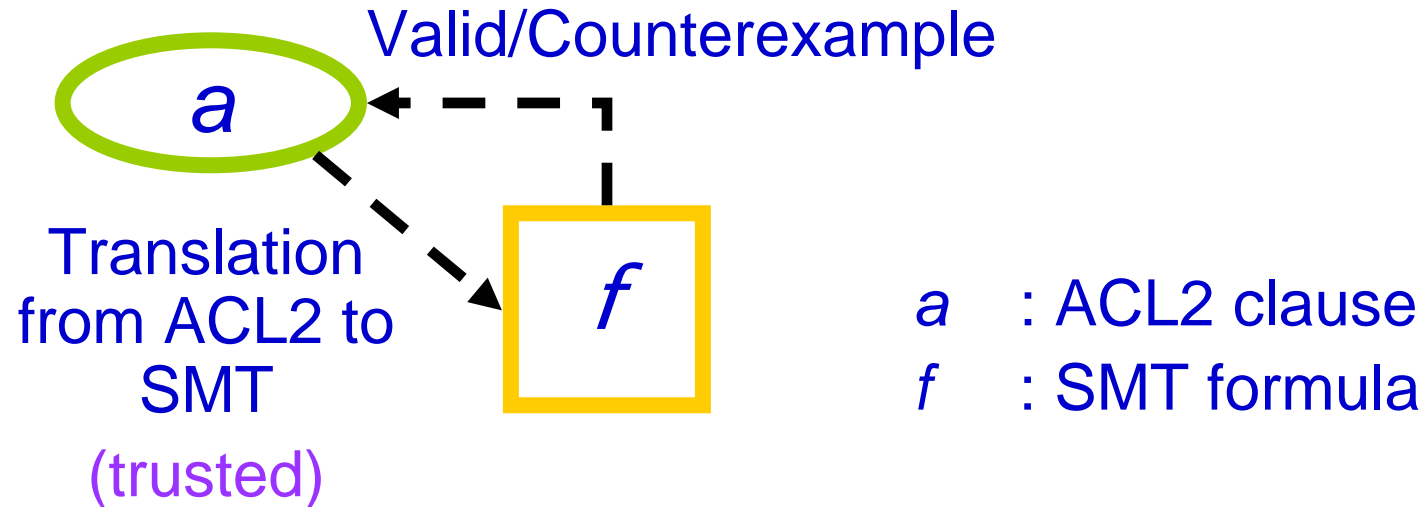 Valid/Counterexample
a
Translation
from ACL2 to
SMT
(trusted)
f
a : ACL2 clause
f : SMT formula